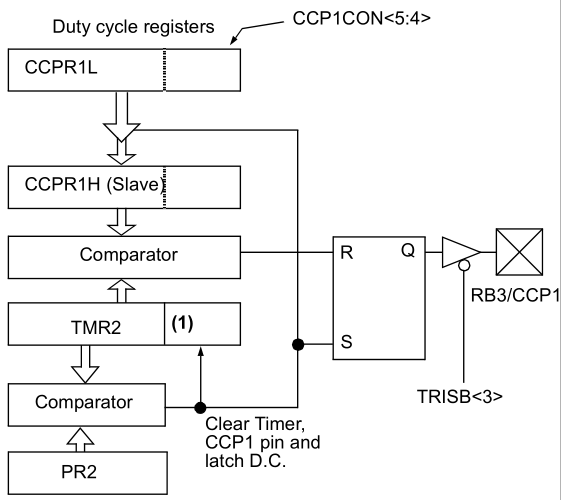 Duty cycle registers
CCP1CON<5:4>
CCPR1L
CCPR1H (Slave)
Comparator
R
Q
RB3/CCP1
TMR2
(1)
S
TRISB<3>
Comparator
Clear Timer,
CCP1 pin and
latch D.C.
PR2